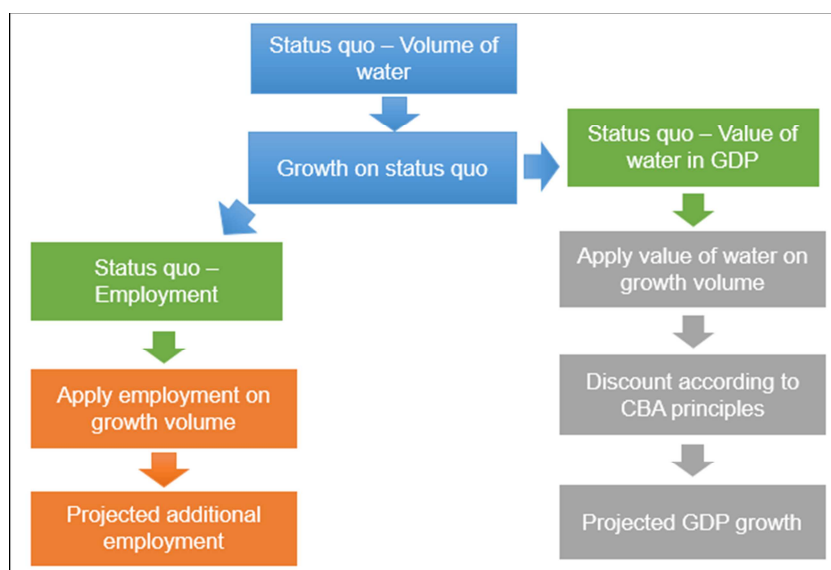 Status quo – Volume of
water
Growth on status quo
Status quo – Value of
water in GDP
Status quo –
Employment
Apply value of water on
growth volume
Apply employment on
growth volume
Discount according to
CBA principles
Projected additional
employment
Projected GDP growth